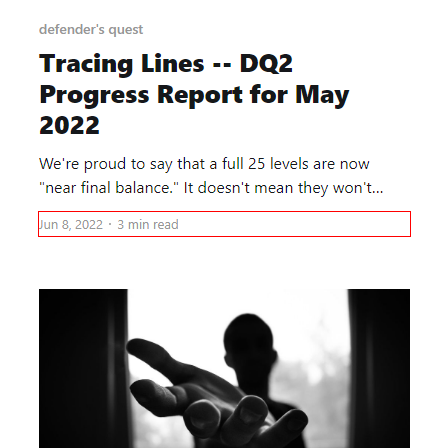 defender's quest
Tracing Lines -- DQ2
Progress Report for May
2022
We're proud to say that a full 25 levels are now
"near final balance." It doesn't mean they won't...
Jun 8, 2022 · 3 min read